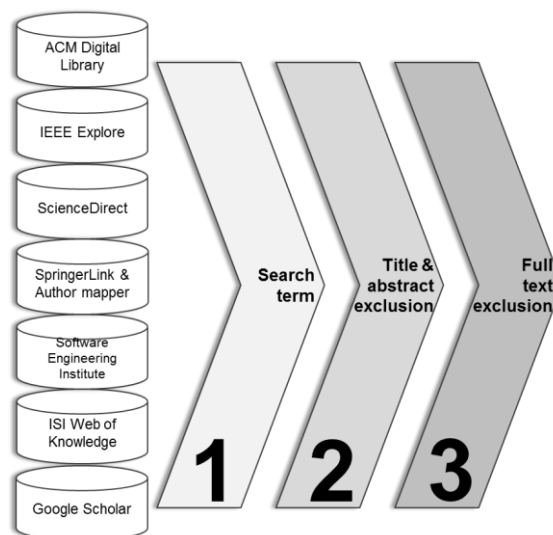 ACM Digital
Library
IEEE Explore
ScienceDirect
SpringerLink &
Author mapper
Software
Engineering
Institute
ISI Web of
Knowledge
Google Scholar
Search
term
1
Title &
abstract
exclusion
2
Full
text
exclusion
3